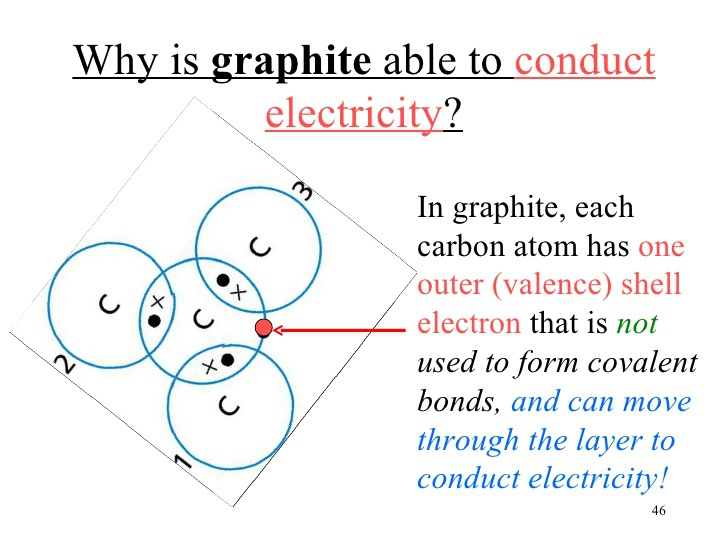 Why is graphite able to conduct
electricity?
In graphite, each
carbon atom has one
outer (valence) shell
electron that is not
used to form covalent
bonds, and can move
through the layer to
conduct electricity!
3
C
x
C
x
C
x
2
C
1
46